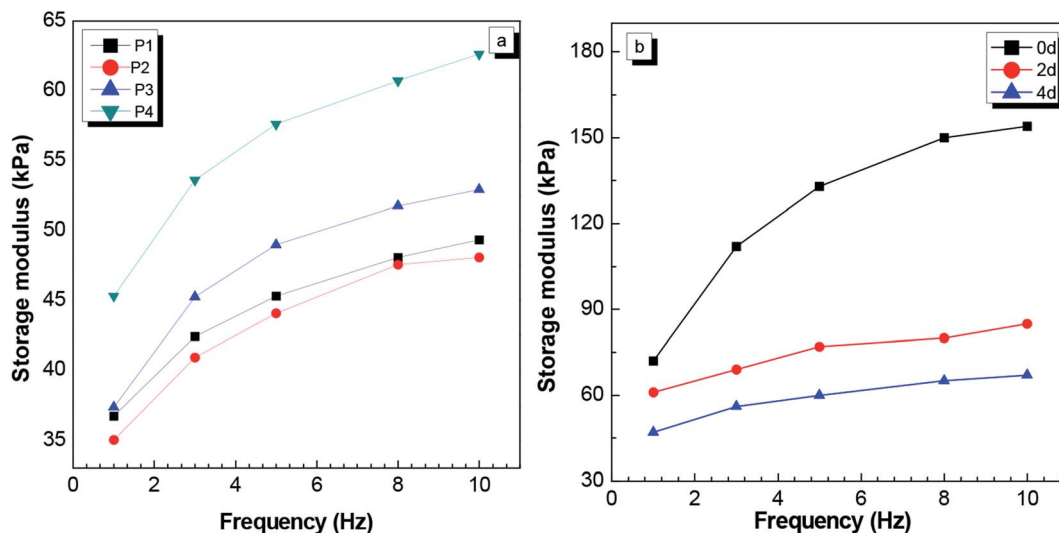 a
P1
P2
P3
P4
Storage modulus (kPa)
65
60
55
50
45
40
35
0 2 4 6 8 10
Frequency (Hz)
b
0d
2d
4d
Storage modulus (kPa)
180
150
120
90
60
30
0 2 4 6 8 10
Frequency (Hz)